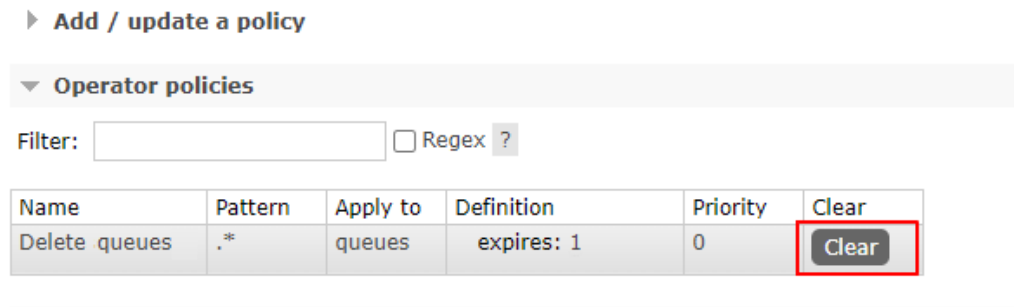 Add / update a policy
Operator policies
Filter: Regex ?
Name Pattern Apply to Definition Priority Clear
Delete queues .* queues expires: 1 0 Clear